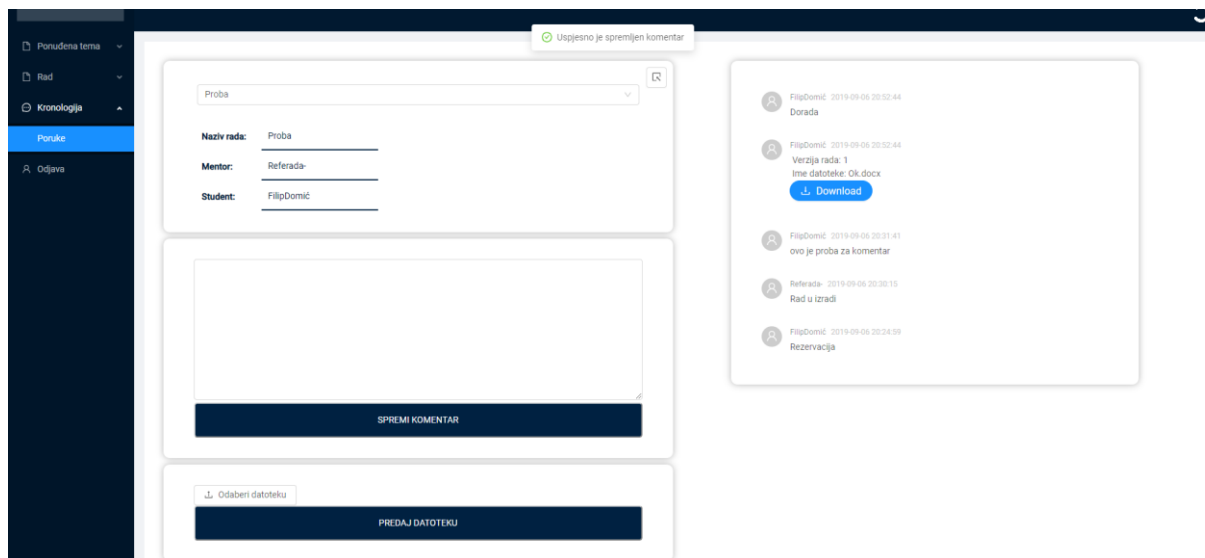 Uspjesno je spremljen komentar
Ponuđena tema
Rad
Kronologija
Poruke
Odjava
Proba
Naziv rada: Proba
Mentor: Referada-
Student: FilipDomić
SPREMI KOMENTAR
Odaberi datoteku
PREDAJ DATOTEKU
FilipDomić 2019-09-06 20:52:44
Dorada
FilipDomić 2019-09-06 20:52:44
Verzija rada: 1
Ime datoteke: Ok.docx
Download
FilipDomić 2019-09-06 20:31:41
ovo je proba za komentar
Referada- 2019-09-06 20:30:15
Rad u izradi
FilipDomić 2019-09-06 20:24:59
Rezervacija